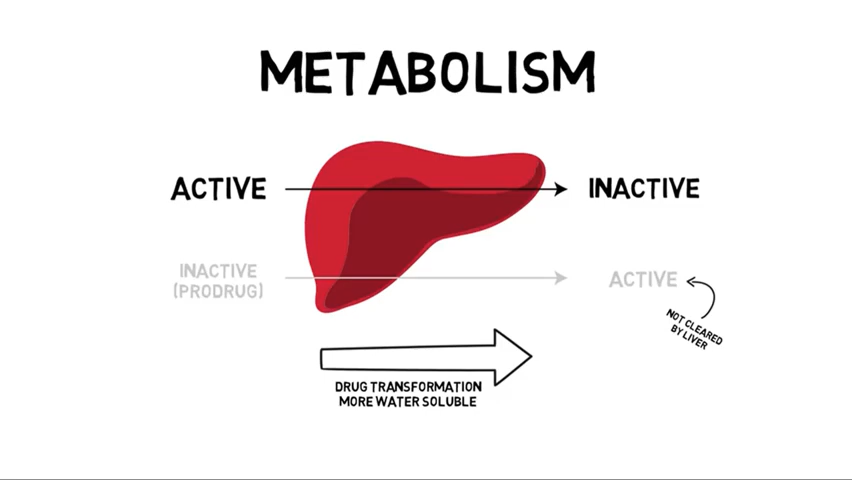 METABOLISM
ACTIVE
INACTIVE
INACTIVE
(PRODRUG)
ACTIVE
NOT CLEARED
BY LIVER
DRUG TRANSFORMATION
MORE WATER SOLUBLE